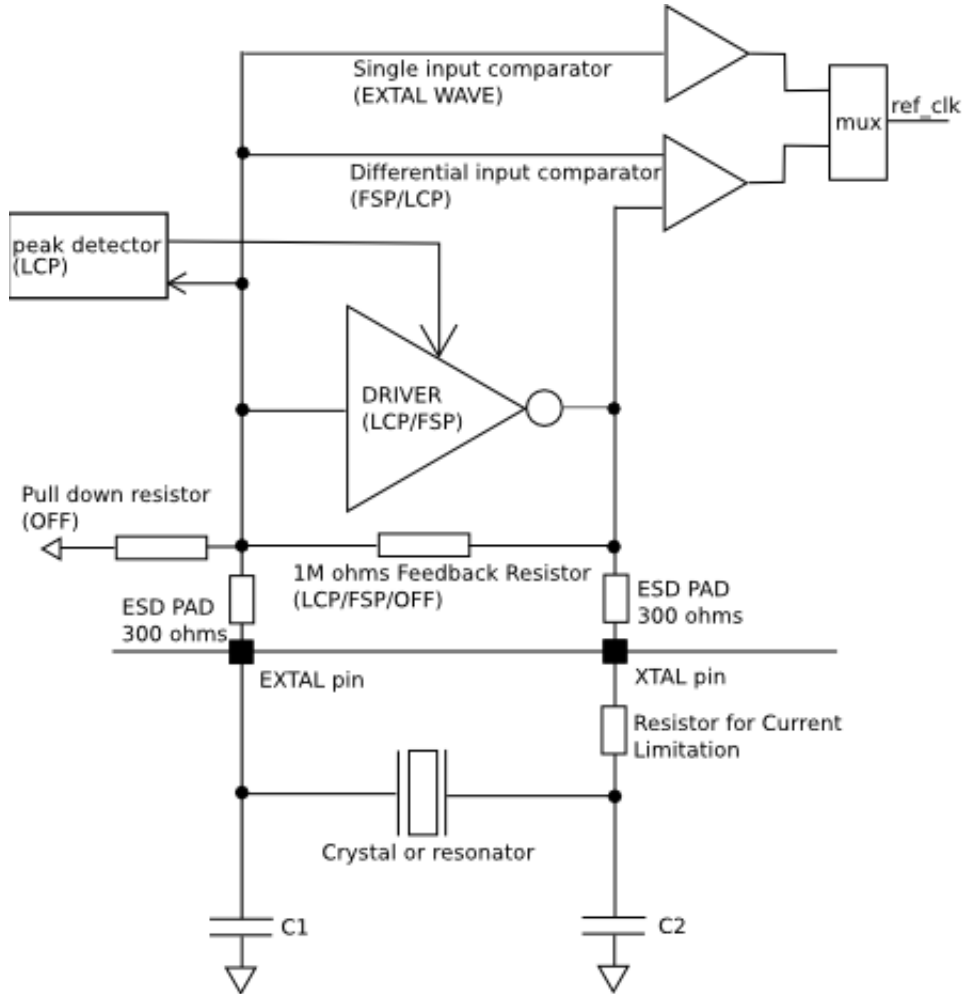 Single input comparator
(EXTAL WAVE)
ref_clk
mux
Differential input comparator
(FSP/LCP)
peak detector
(LCP)
DRIVER
(LCP/FSP)
Pull down resistor
(OFF)
1M ohms Feedback Resistor
(LCP/FSP/OFF)
ESD PAD
300 ohms
ESD PAD
300 ohms
EXTAL pin
XTAL pin
Resistor for Current
Limitation
Crystal or resonator
C1
C2